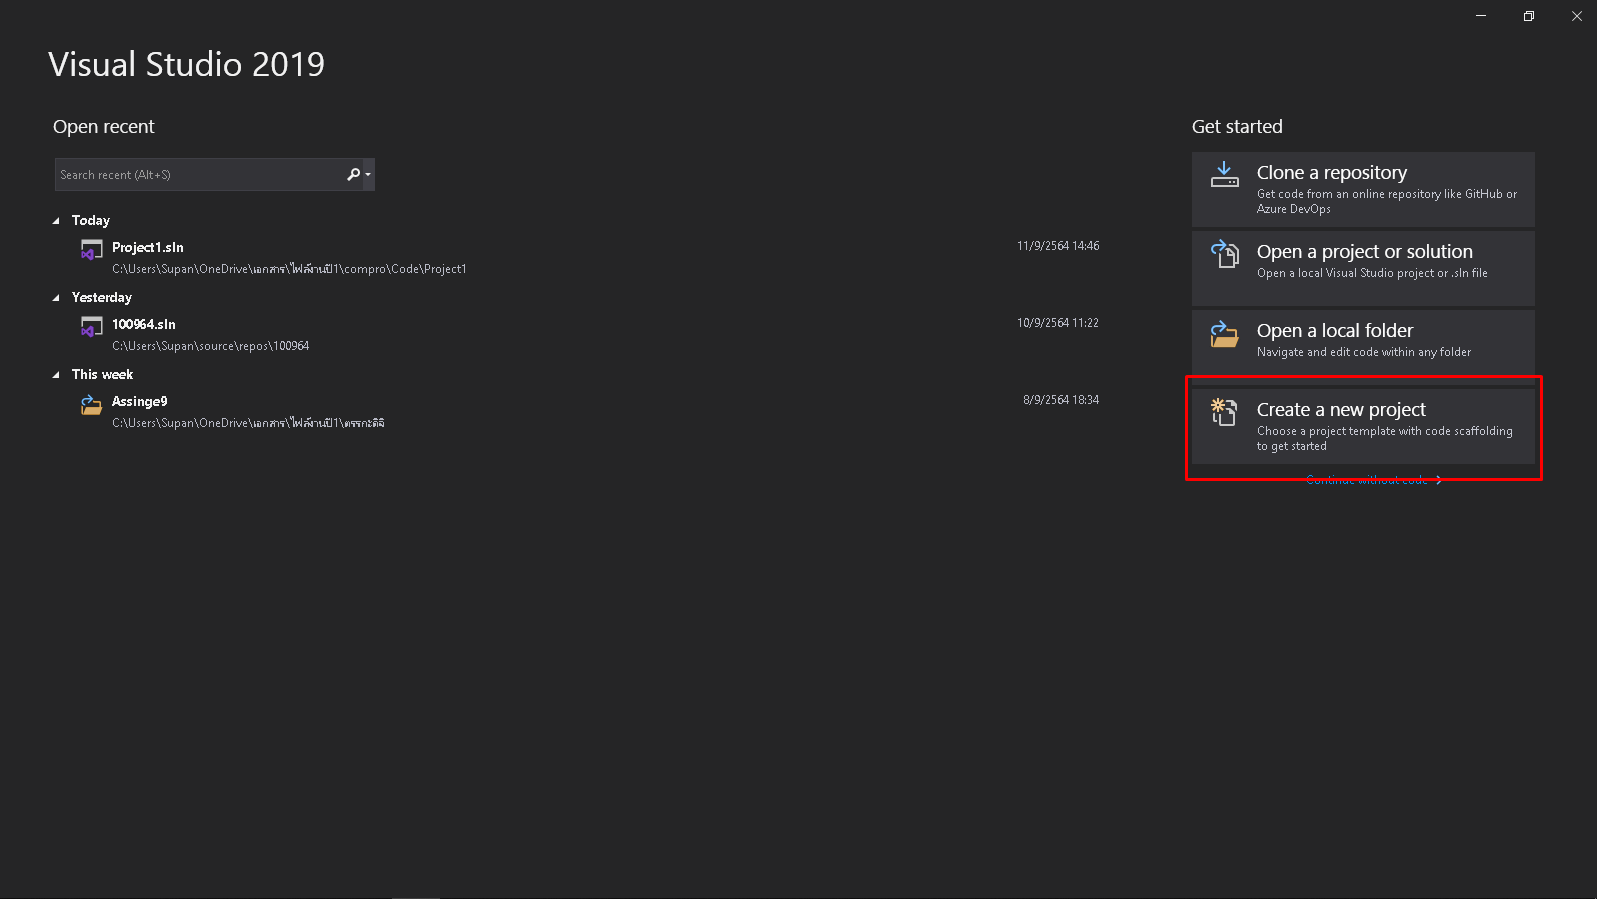 Visual Studio 2019
Open recent
Search recent (Alt+S)
Today
Project1.sln
11/9/2564 14:46
C:\Users\Supan\OneDrive\เอกสาร\ไฟล์งานปี1\compro\Code\Project1
Yesterday
100964.sln
10/9/2564 11:22
C:\Users\Supan\source\repos\100964
This week
Assinge9
8/9/2564 18:34
C:\Users\Supan\OneDrive\เอกสาร\ไฟล์งานปี1\ตรรกะดิจิ
Get started
Clone a repository
Get code from an online repository like GitHub or
Azure DevOps
Open a project or solution
Open a local Visual Studio project or .sln file
Open a local folder
Navigate and edit code within any folder
Create a new project
Choose a project template with code scaffolding
to get started
Continue without code →